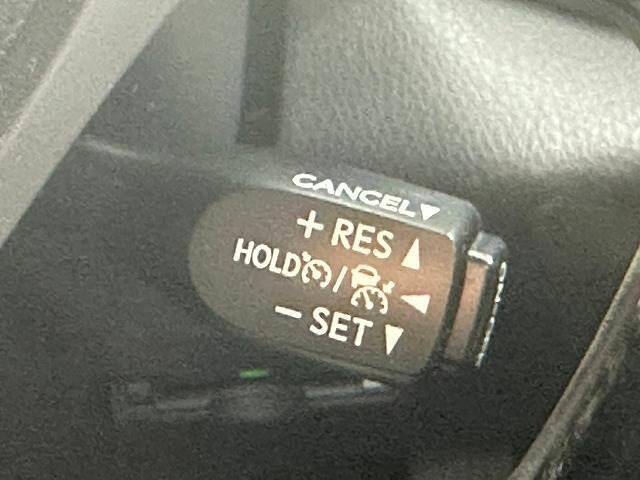 CANCEL▼
+ RES ▲
HOLD / ◀
− SET ▼